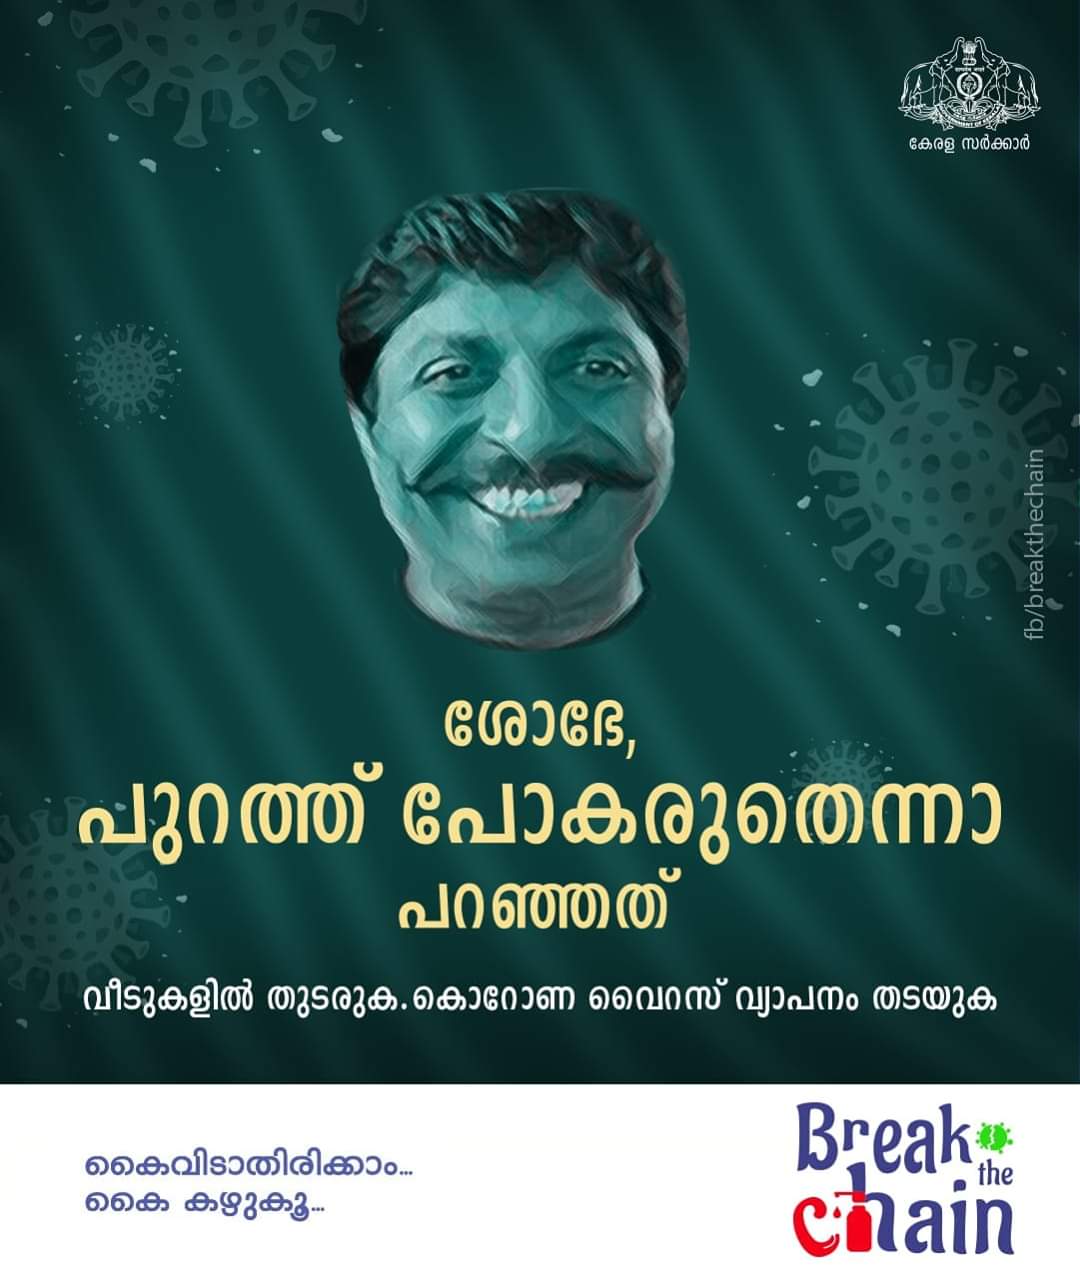 കേരള സർക്കാർ
fb/breakthechain
ശോഭേ,
പുറത്ത് പോകരുതെന്നാ
പറഞ്ഞത്
വീടുകളിൽ തുടരുക.കൊറോണ വൈറസ് വ്യാപനം തടയുക
കൈവിടാതിരിക്കാം...
കൈ കഴുകൂ...
Break
the
chain